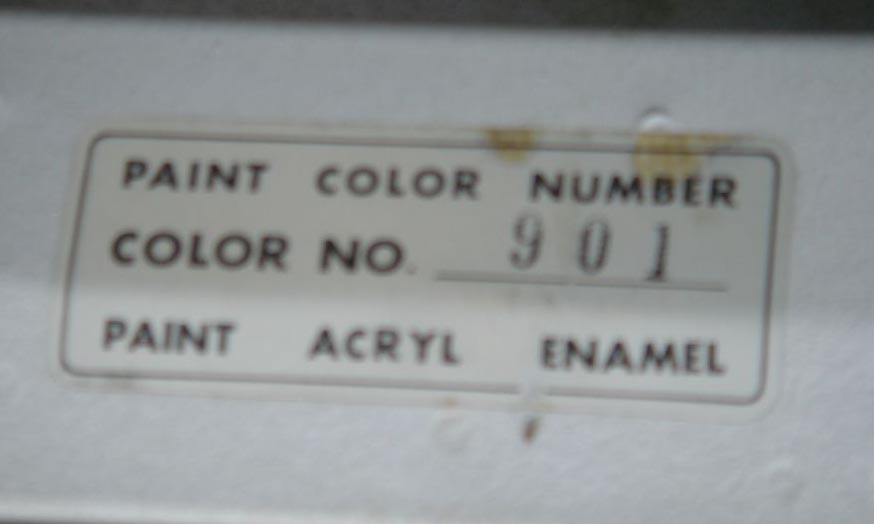 PAINT COLOR NUMBER
COLOR NO. 901
PAINT ACRYL ENAMEL